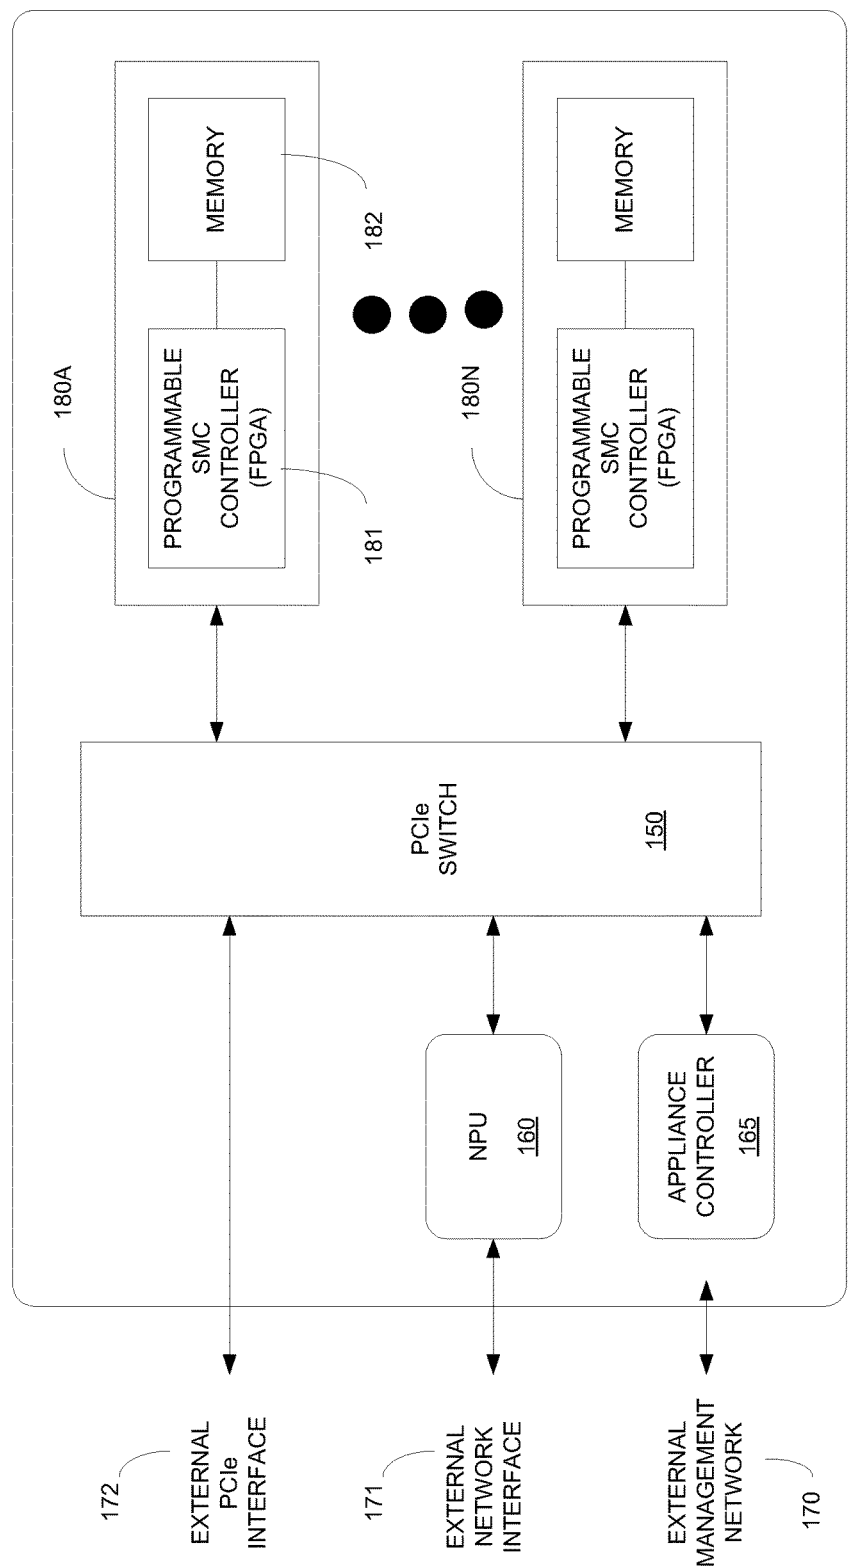 172
EXTERNAL
PCIe
INTERFACE
171
EXTERNAL
NETWORK
INTERFACE
EXTERNAL
MANAGEMENT
NETWORK
170
NPU
160
APPLIANCE
CONTROLLER
165
PCIe
SWITCH
150
180A
PROGRAMMABLE
SMC
CONTROLLER
(FPGA)
181
MEMORY
182
180N
PROGRAMMABLE
SMC
CONTROLLER
(FPGA)
MEMORY